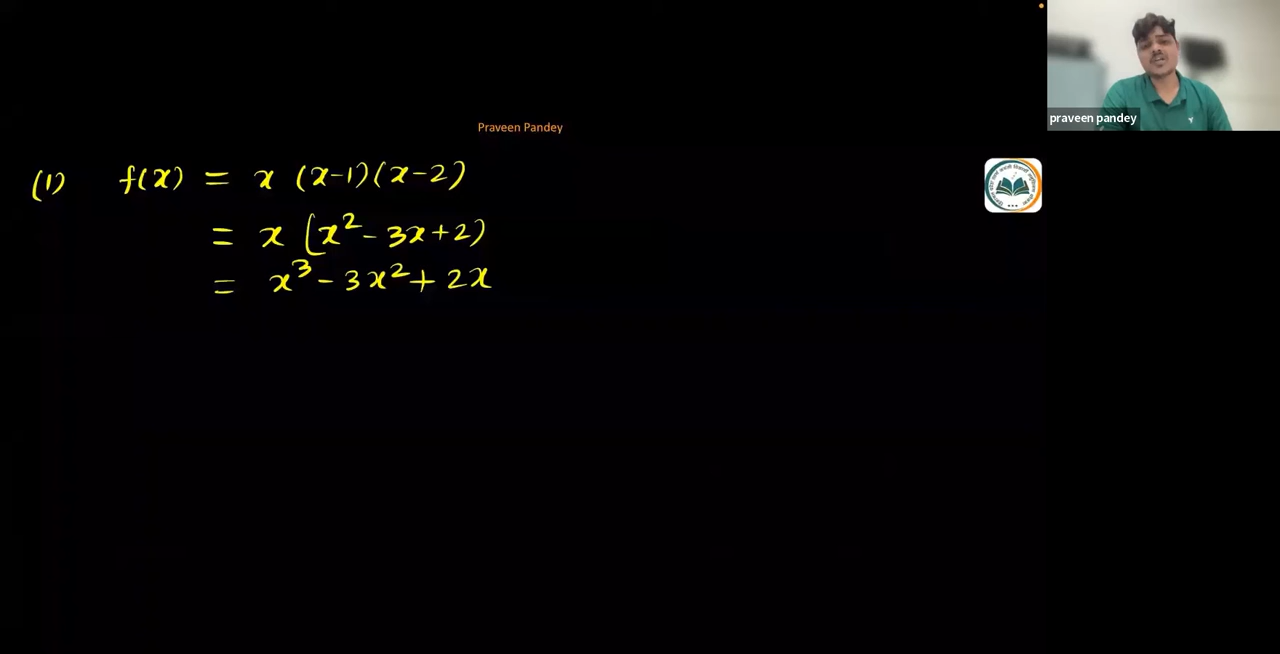 praveen pandey
Praveen Pandey
(1) f(x) = x (x-1)(x-2)
= x (x² - 3x + 2)
= x³ - 3x² + 2x